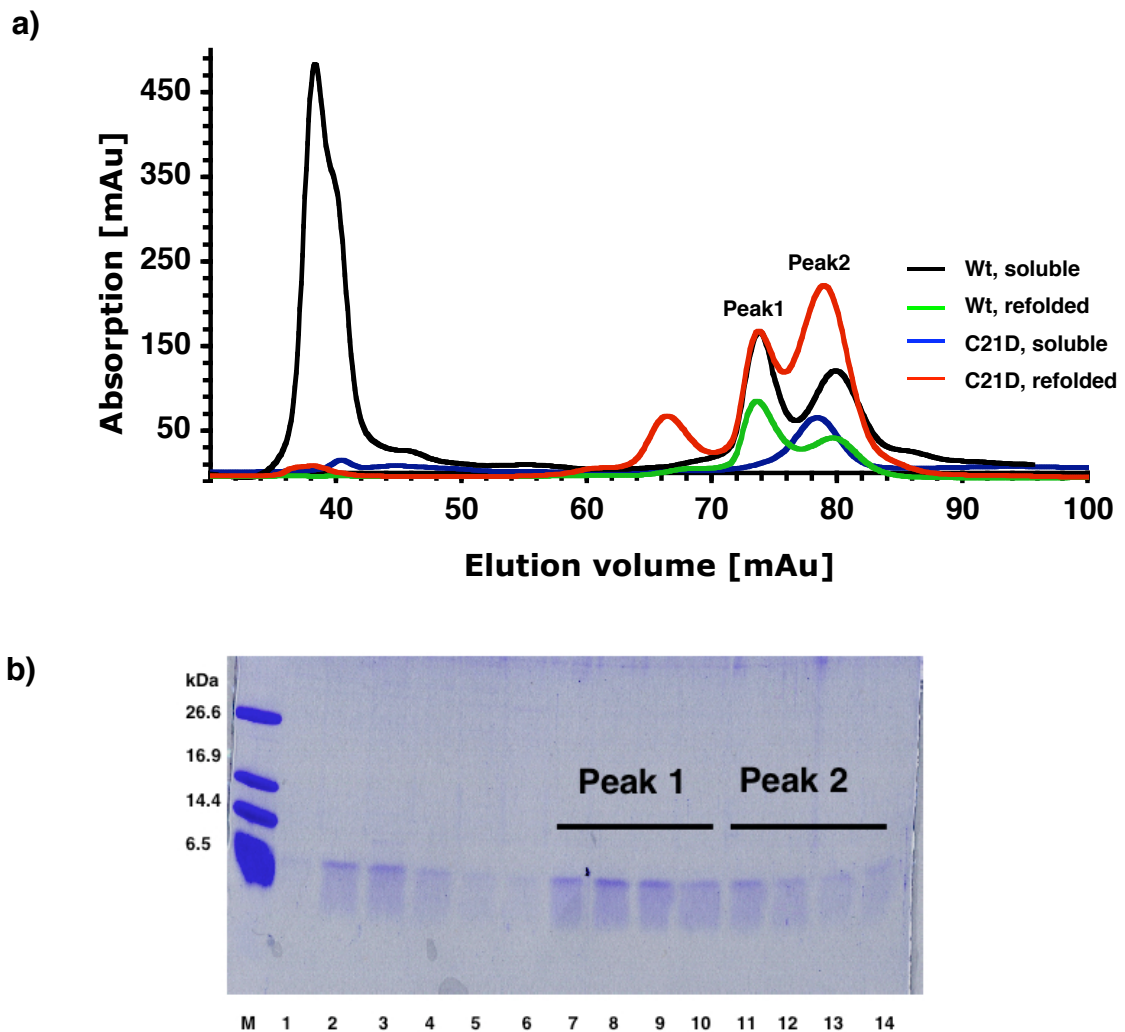 a)
Absorption [mAu]
450
350
250
150
50
Peak1
Peak2
Wt, soluble
Wt, refolded
C21D, soluble
C21D, refolded
40 50 60 70 80 90 100
Elution volume [mAu]
b)
kDa
26.6
16.9
14.4
6.5
Peak 1 Peak 2
M 1 2 3 4 5 6 7 8 9 10 11 12 13 14